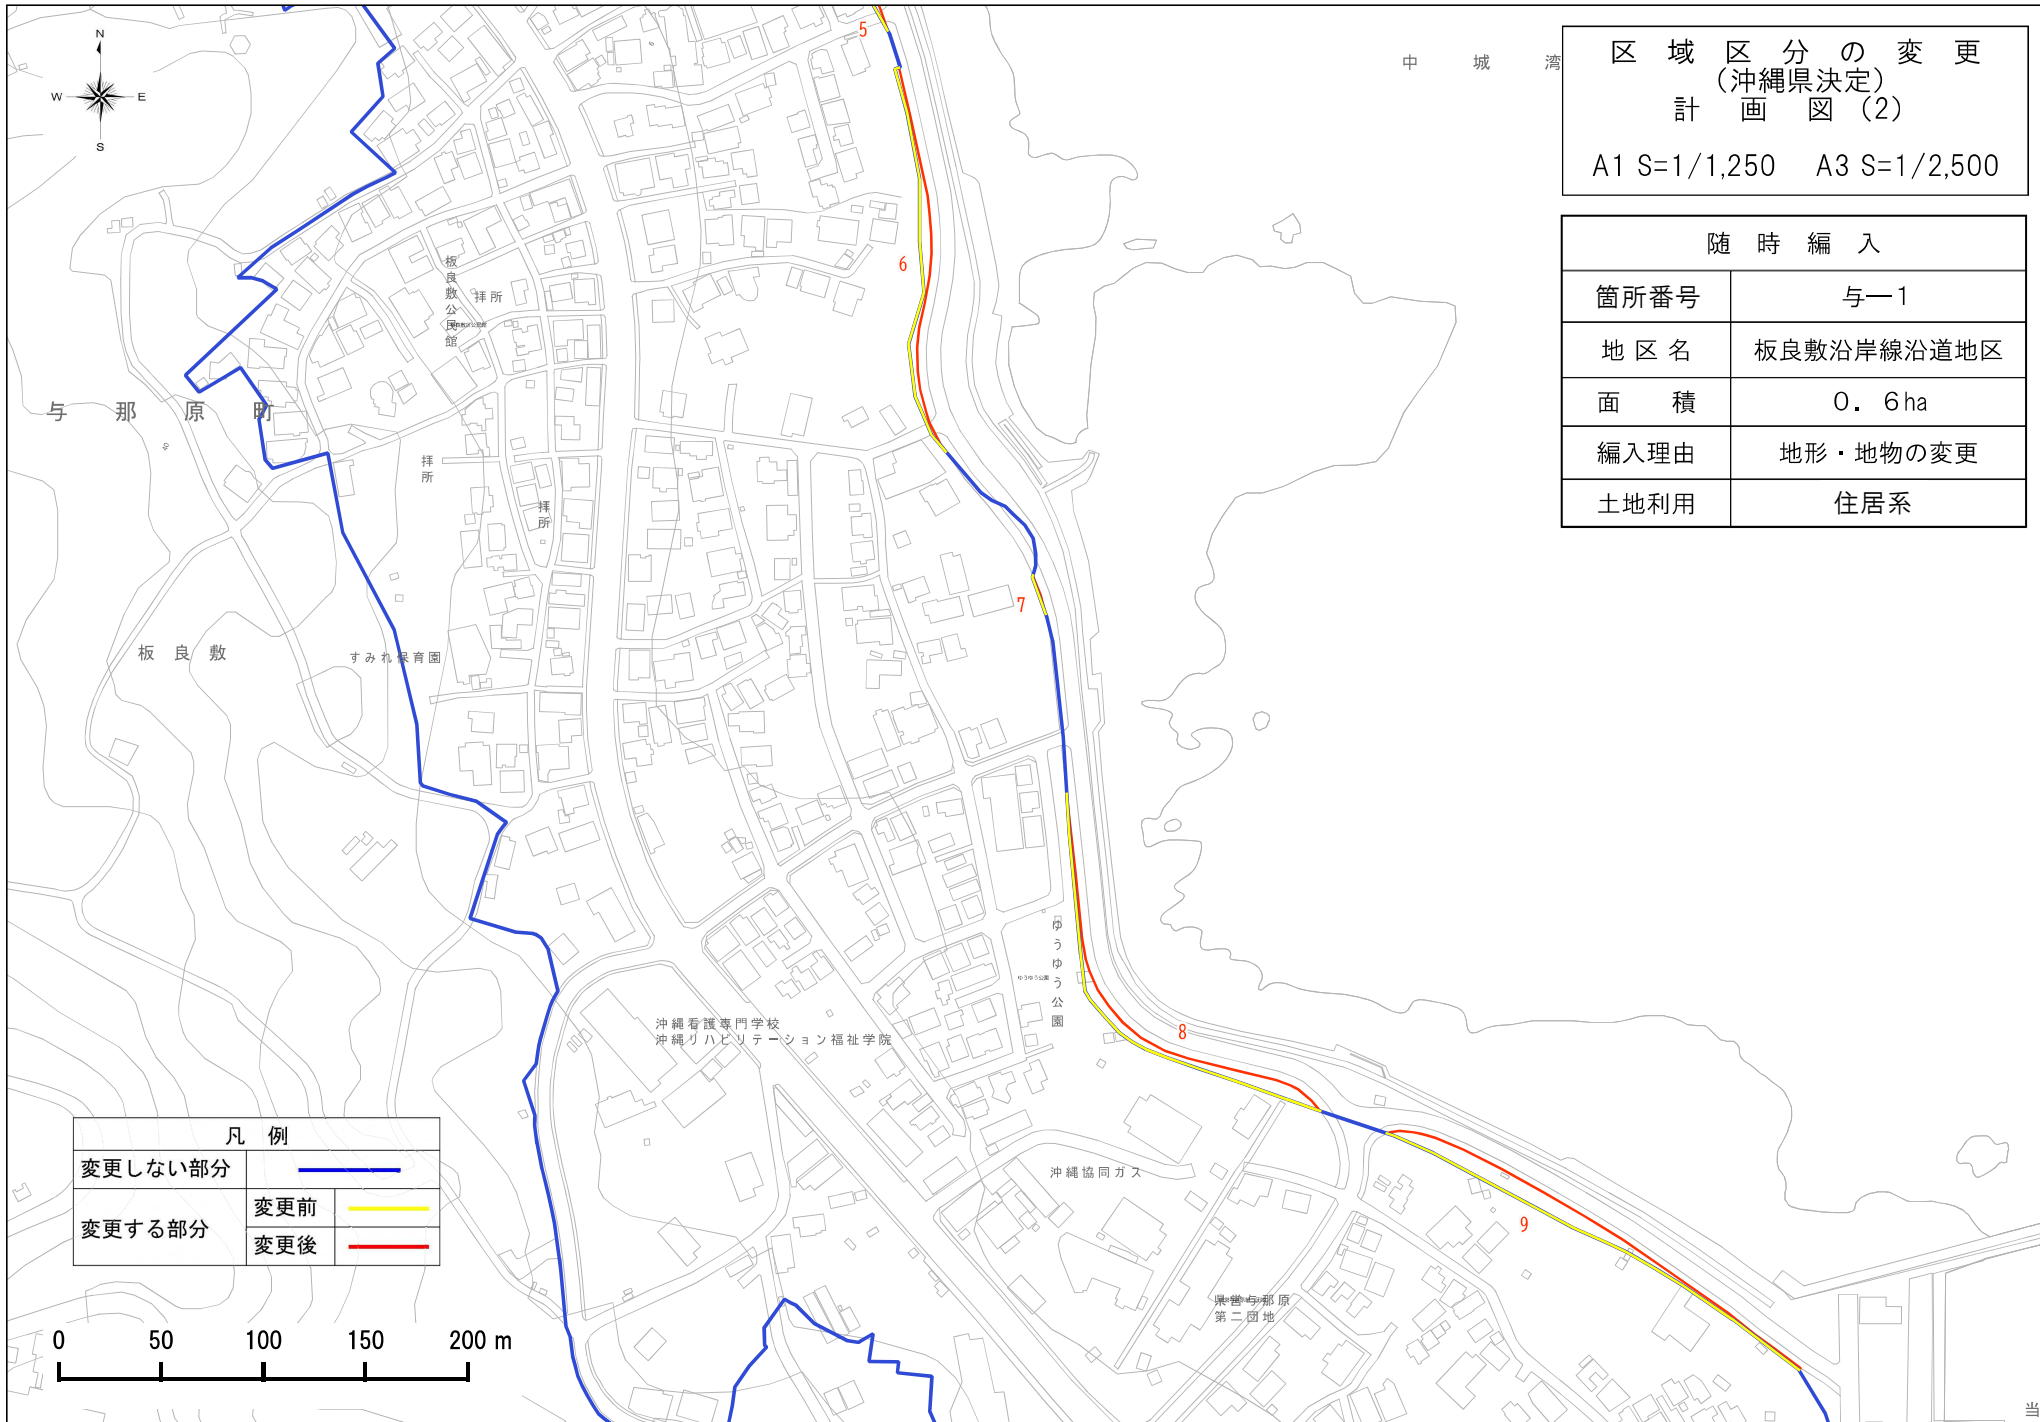 区域区分の変更
(沖縄県決定)
計画図(2)
A1 S=1/1,250 A3 S=1/2,500
随時編入
箇所番号 与―1
地区名 板良敷沿岸線沿道地区
面積 0.6ha
編入理由 地形・地物の変更
土地利用 住居系
中城湾
N
W E
S
5
6
7
8
9
板良敷公民館
拝所
与那原町
40
拝所
拝所
板良敷
すみれ保育園
ゆうゆう公園
ゆうゆう公園
沖縄看護専門学校
沖縄リハビリテーション福祉学院
沖縄協同ガス
県営与那原
第二団地
当
凡例
変更しない部分
変更する部分
変更前
変更後
0 50 100 150 200 m